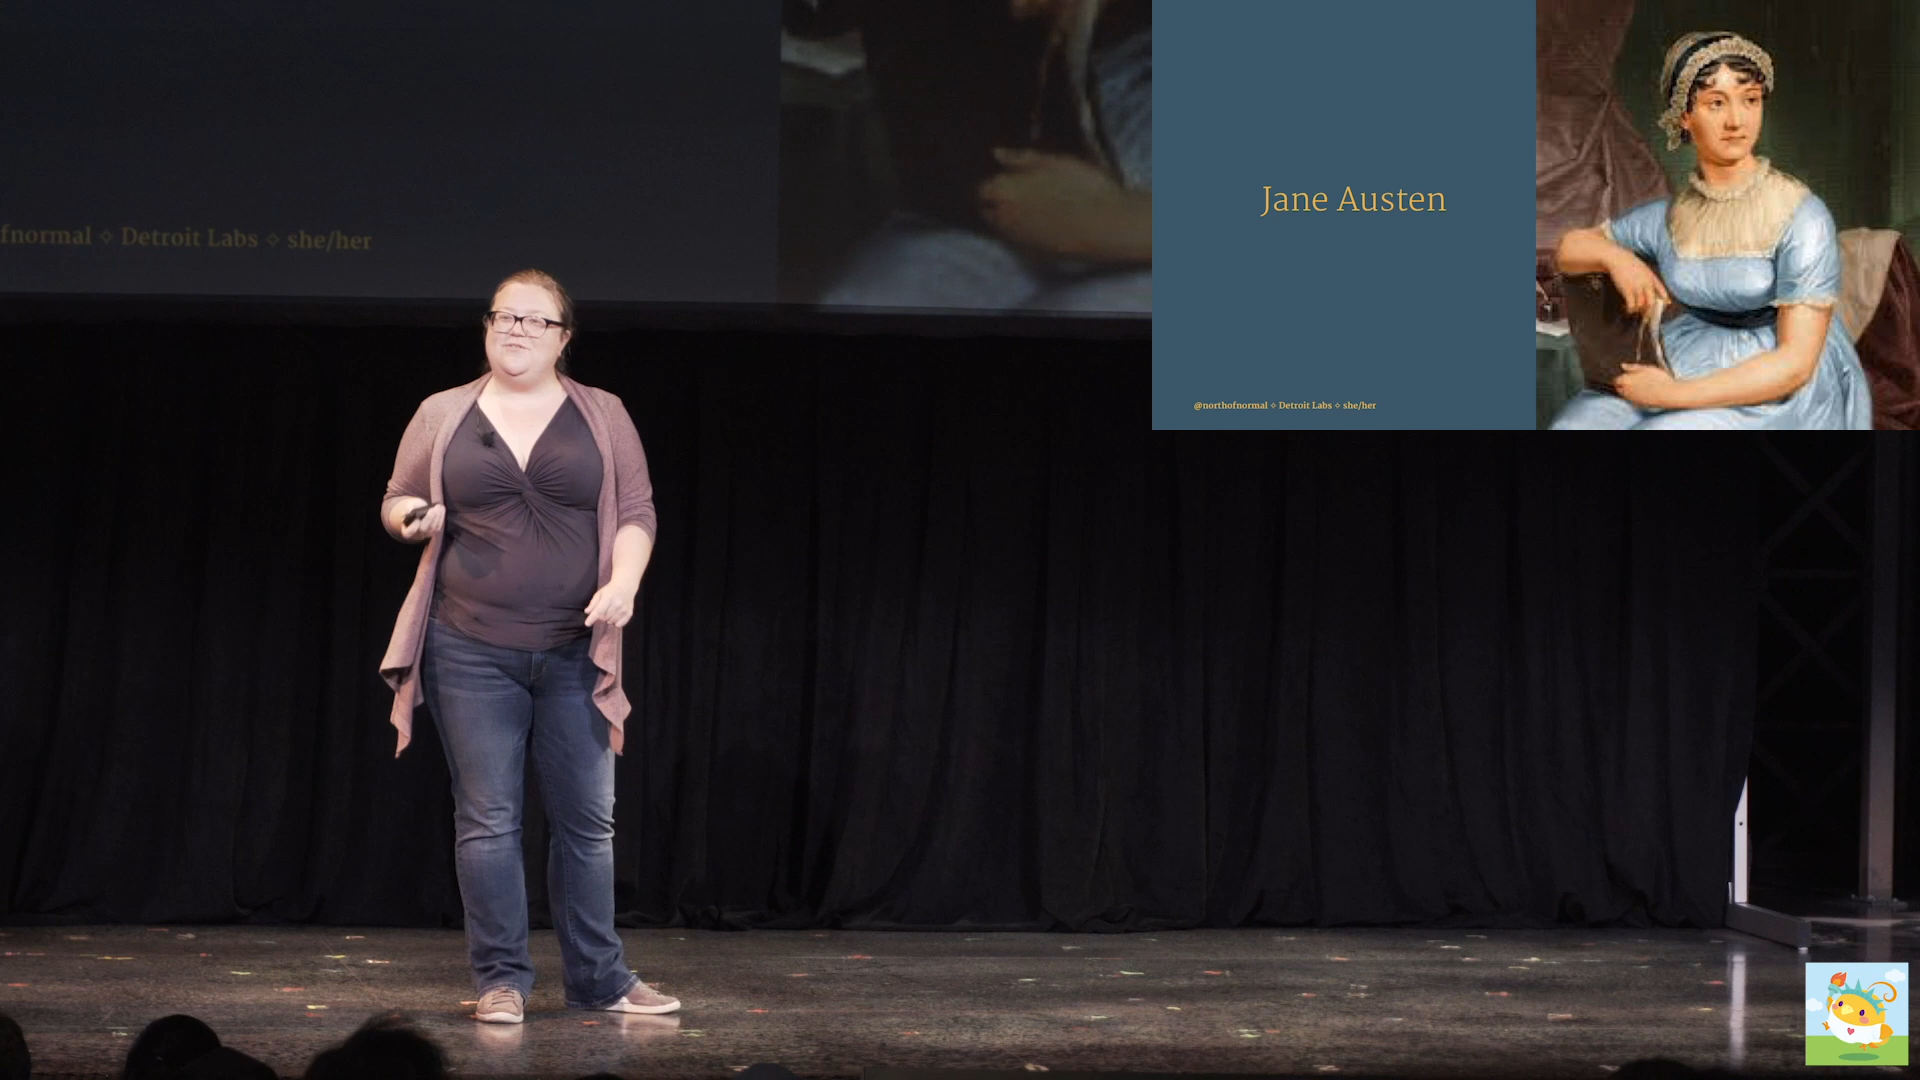 fnormal ⟡ Detroit Labs ⟡ she/her
Jane Austen
@northofnormal ⟡ Detroit Labs ⟡ she/her